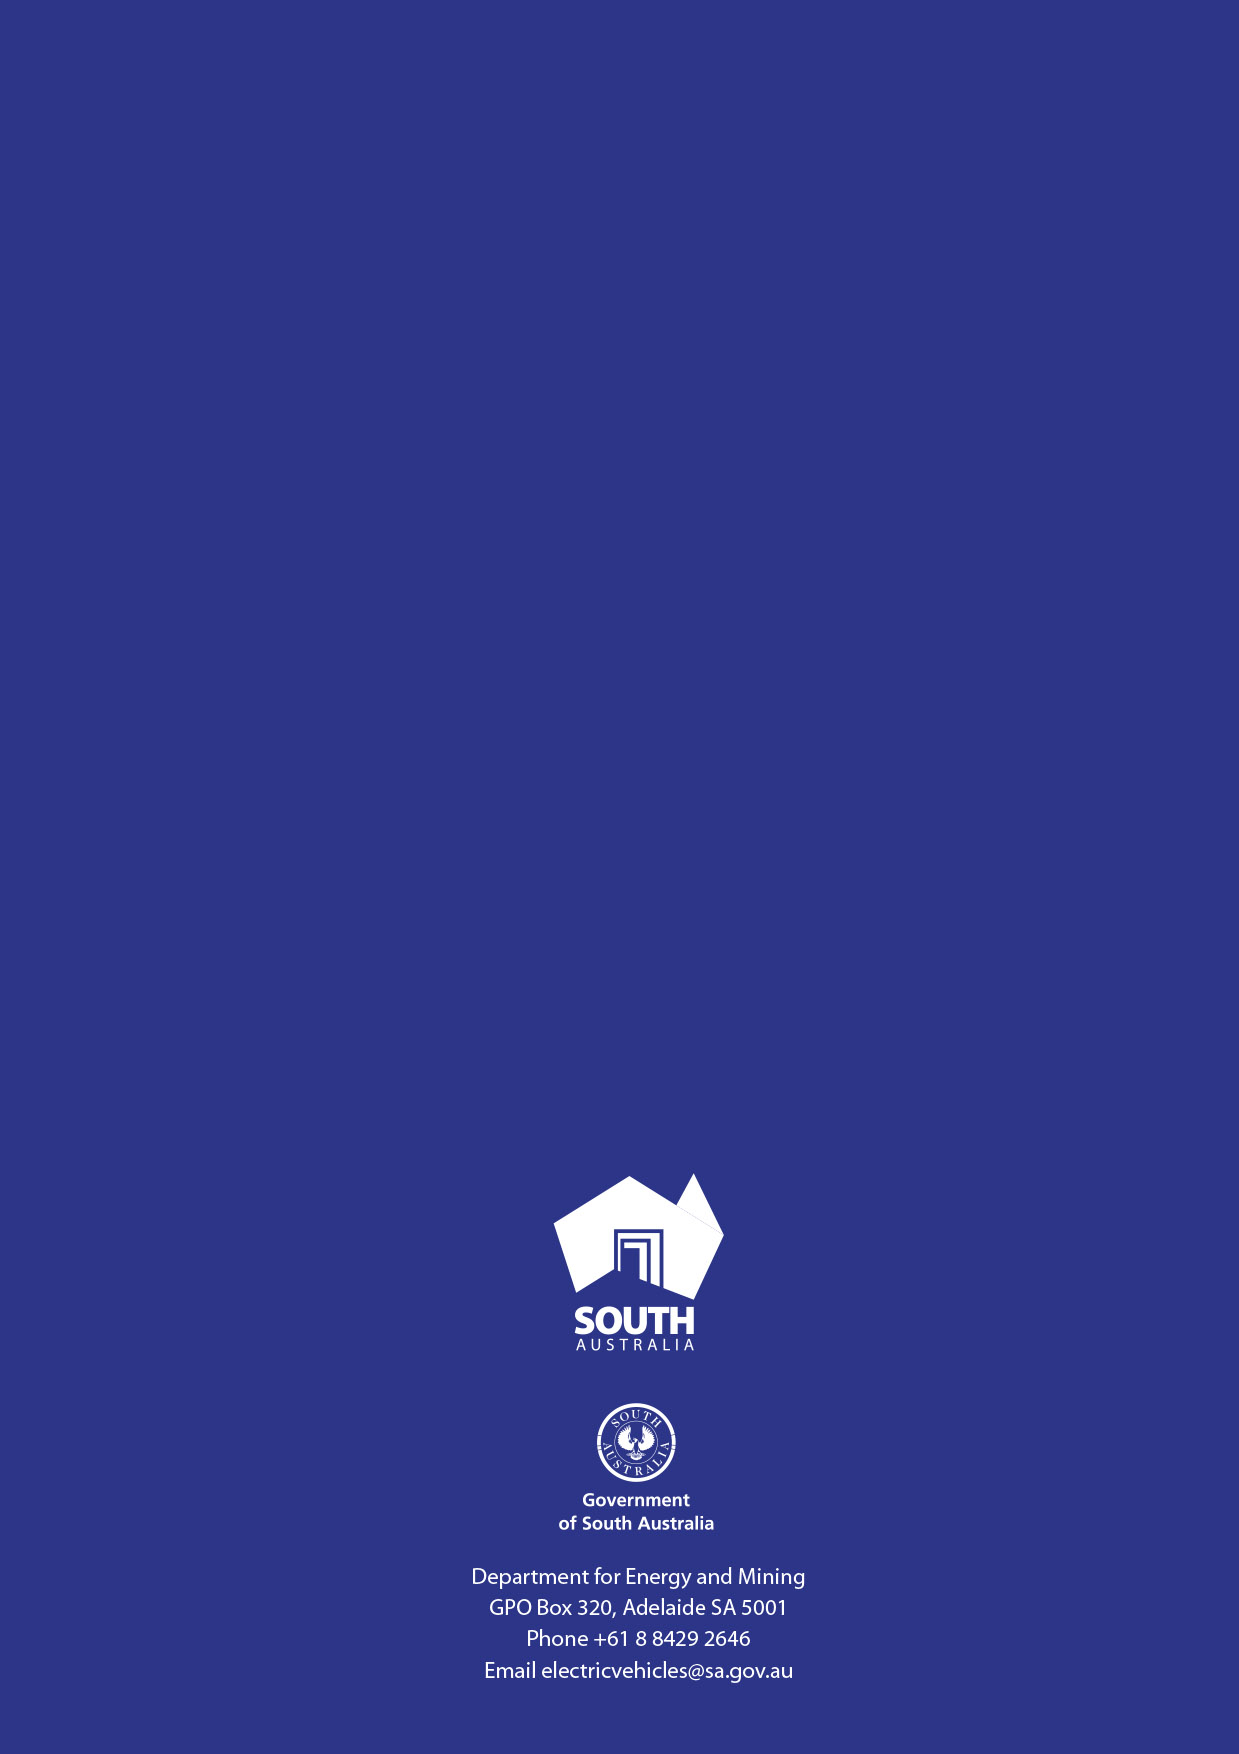 SOUTH
AUSTRALIA
SOUTH
AUSTRALIA
Government
of South Australia
Department for Energy and Mining
GPO Box 320, Adelaide SA 5001
Phone +61 8 8429 2646
Email electricvehicles@sa.gov.au